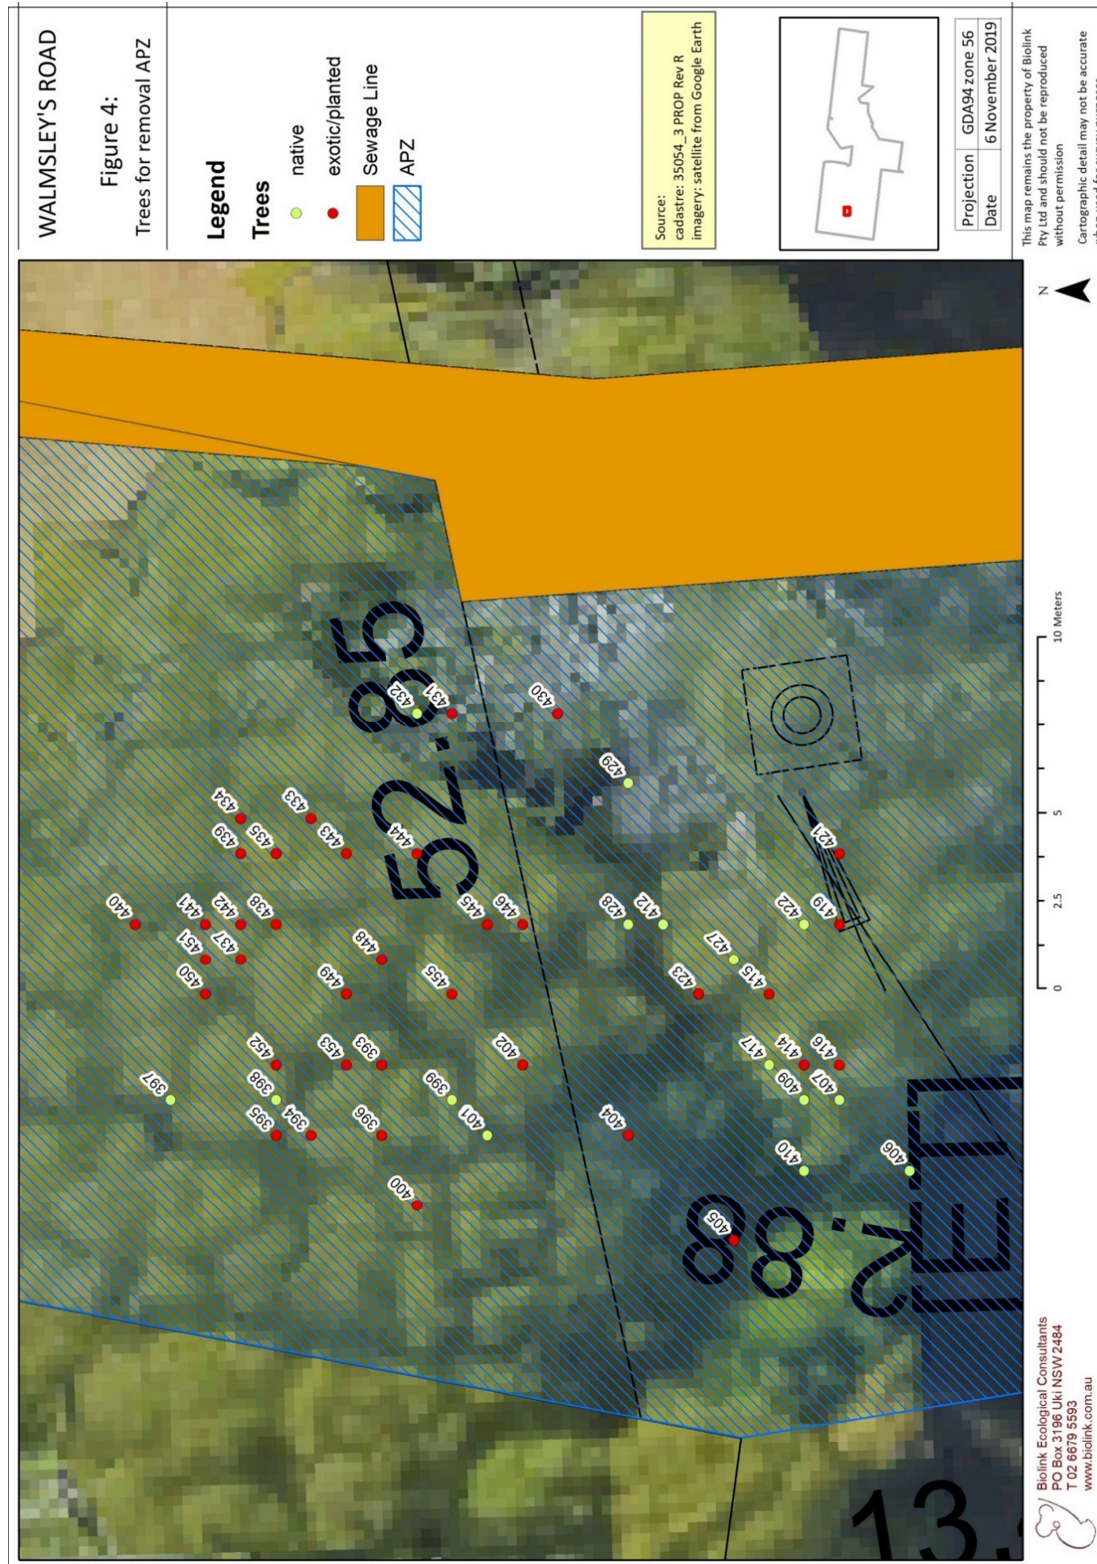 WALMSLEY'S ROAD
Figure 4:
Trees for removal APZ
Legend
Trees
native
exotic/planted
Sewage Line
APZ
Source:
cadastre: 35054_3 PROP Rev R
imagery: satellite from Google Earth
Projection GDA94 zone 56
Date 6 November 2019
This map remains the property of Biolink
Pty Ltd and should not be reproduced
without permission
Cartographic detail may not be accurate
N
440
434
439
433
435
441
442
438
451
437
450
443
444
432
431
430
429
445
446
448
449
455
452
453
393
397
398
395
394
396
399
401
400
402
404
405
428
412
427
423
415
422
419
421
417
414
416
409
407
410
406
52.85
2.88
13.
0 2.5 5 10 Meters
Biolink Ecological Consultants
PO Box 3196 Uki NSW 2484
T 02 6679 5593
www.biolink.com.au